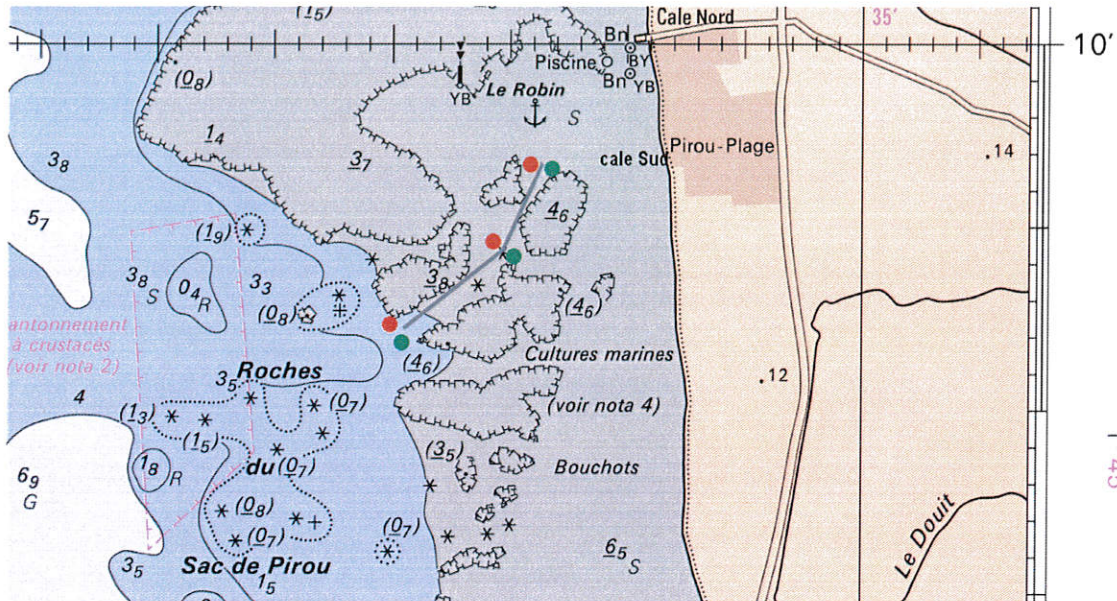 (1₅)
Cale Nord
35'
Bn
10'
(0₈)
Piscine
BY
Bn
YB
YB
Le Robin
1₄
S
3₇
cale Sud
Pirou-Plage
.14
3₈
5₇
(1₉)
4₆
3₈
S
0₄
R
3₃
3₈
(0₈)
(4₆)
antonnement
à crustacés
(voir nota 2)
Cultures marines
(4₆)
3₅
Roches
.12
4
(voir nota 4)
(1₃)
(0₇)
(1₅)
(3₅)
Bouchots
1₈
R
du
(0₇)
6₉
G
(0₈)
(0₇)
(0₇)
6₅
S
Le Douit
3₅
Sac de Pirou
1₅